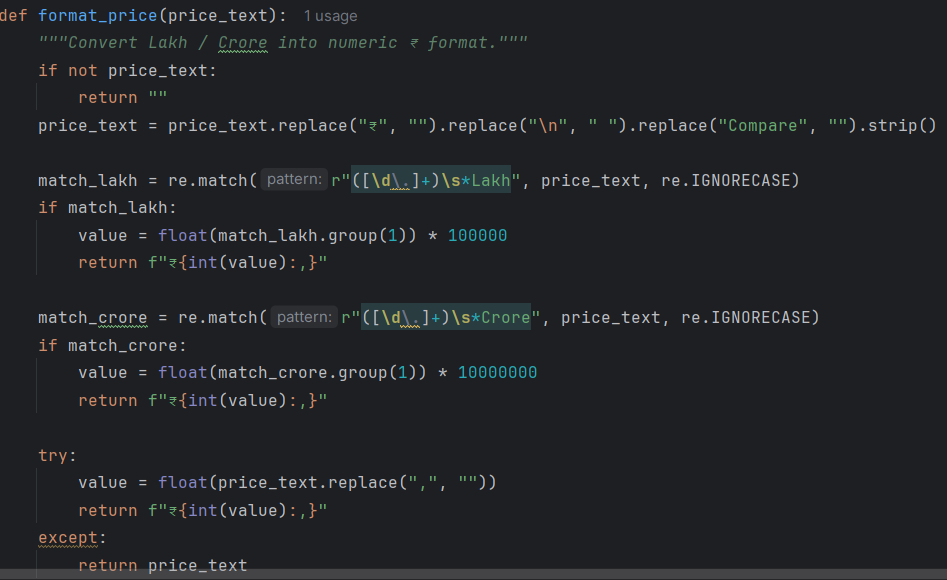 def format_price(price_text):  1 usage
    """Convert Lakh / Crore into numeric ₹ format."""
    if not price_text:
        return ""
    price_text = price_text.replace("₹", "").replace("\n", " ").replace("Compare", "").strip()

    match_lakh = re.match( pattern: r"([\d\.]+)\s*Lakh", price_text, re.IGNORECASE)
    if match_lakh:
        value = float(match_lakh.group(1)) * 100000
        return f"₹{int(value):,}"

    match_crore = re.match( pattern: r"([\d\.]+)\s*Crore", price_text, re.IGNORECASE)
    if match_crore:
        value = float(match_crore.group(1)) * 10000000
        return f"₹{int(value):,}"

    try:
        value = float(price_text.replace(",", ""))
        return f"₹{int(value):,}"
    except:
        return price_text